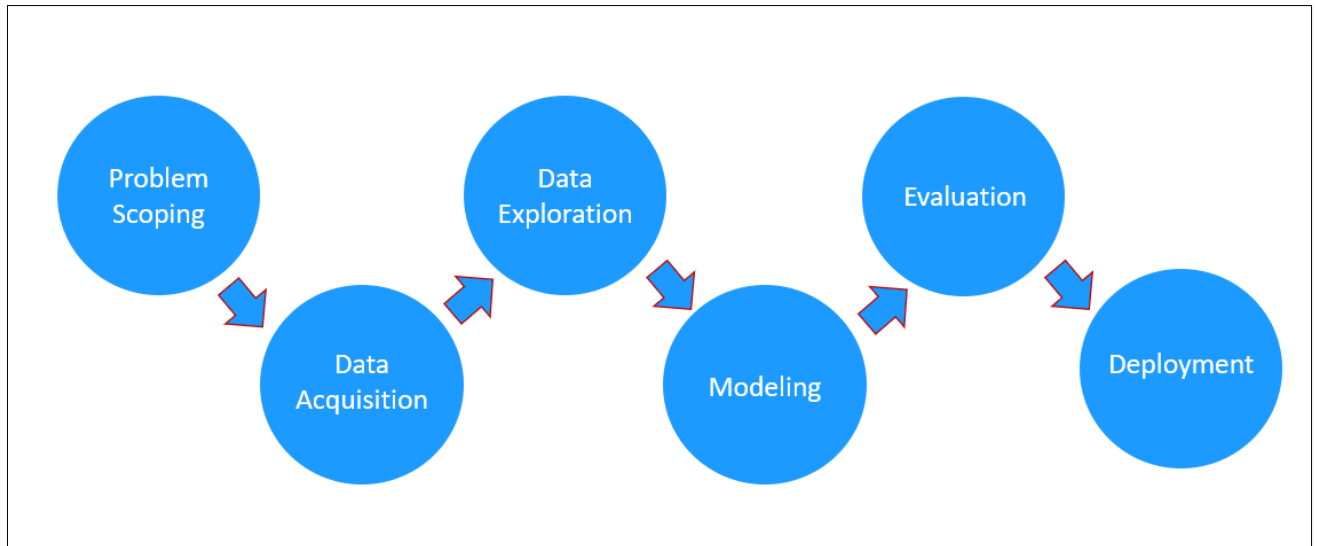 Problem
Scoping
Data
Acquisition
Data
Exploration
Modeling
Evaluation
Deployment